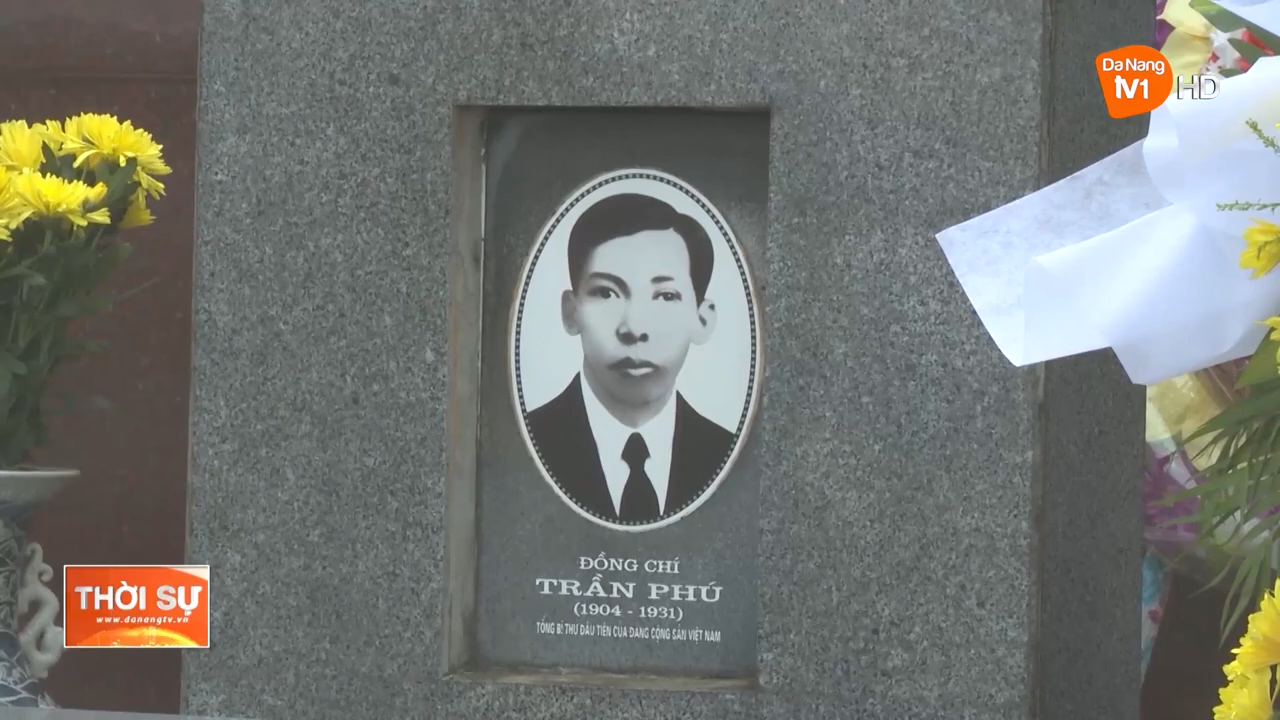 Da Nang
TV1 HD
ĐỒNG CHÍ
TRẦN PHÚ
(1904 - 1931)
TỔNG BÍ THƯ ĐẦU TIÊN CỦA ĐẢNG CỘNG SẢN VIỆT NAM
THỜI SỰ
www.danangtv.vn